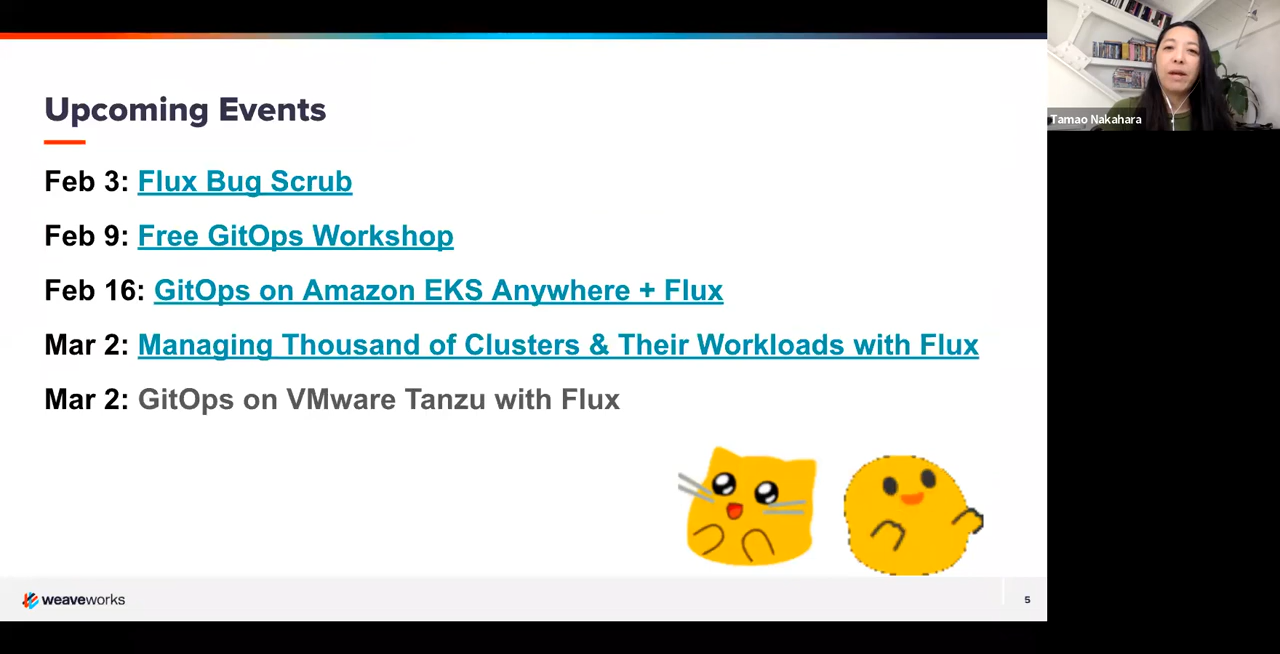 Upcoming Events
Feb 3: Flux Bug Scrub
Feb 9: Free GitOps Workshop
Feb 16: GitOps on Amazon EKS Anywhere + Flux
Mar 2: Managing Thousand of Clusters & Their Workloads with Flux
Mar 2: GitOps on VMware Tanzu with Flux
weaveworks
5
Tamao Nakahara